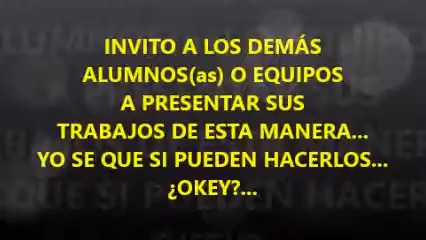 INVITO A LOS DEMÁS
ALUMNOS(as) O EQUIPOS
A PRESENTAR SUS
TRABAJOS DE ESTA MANERA...
YO SE QUE SI PUEDEN HACERLOS...
¿OKEY?...